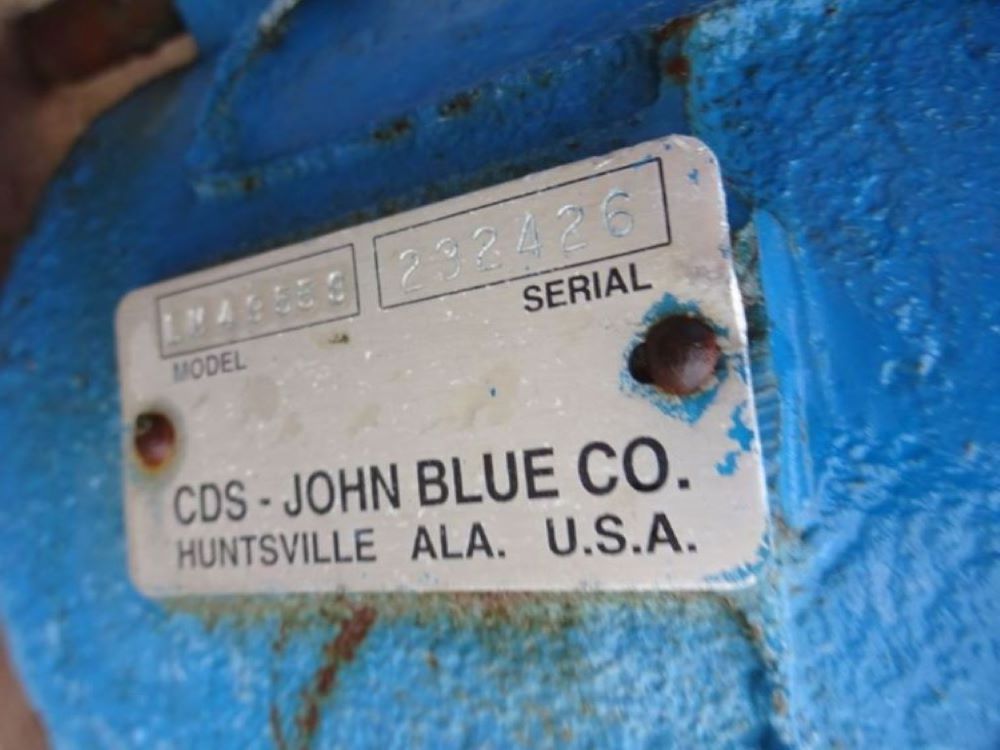 232426
MODEL SERIAL
CDS - JOHN BLUE CO.
HUNTSVILLE ALA. U.S.A.